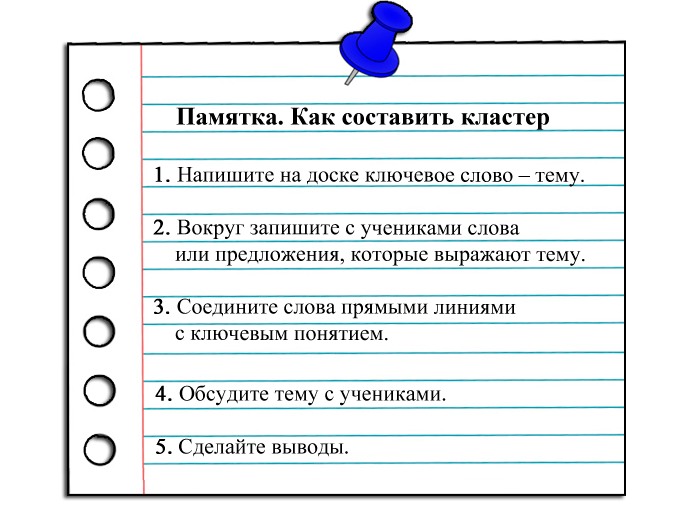 Памятка. Как составить кластер
1. Напишите на доске ключевое слово – тему.
2. Вокруг запишите с учениками слова
или предложения, которые выражают тему.
3. Соедините слова прямыми линиями
с ключевым понятием.
4. Обсудите тему с учениками.
5. Сделайте выводы.